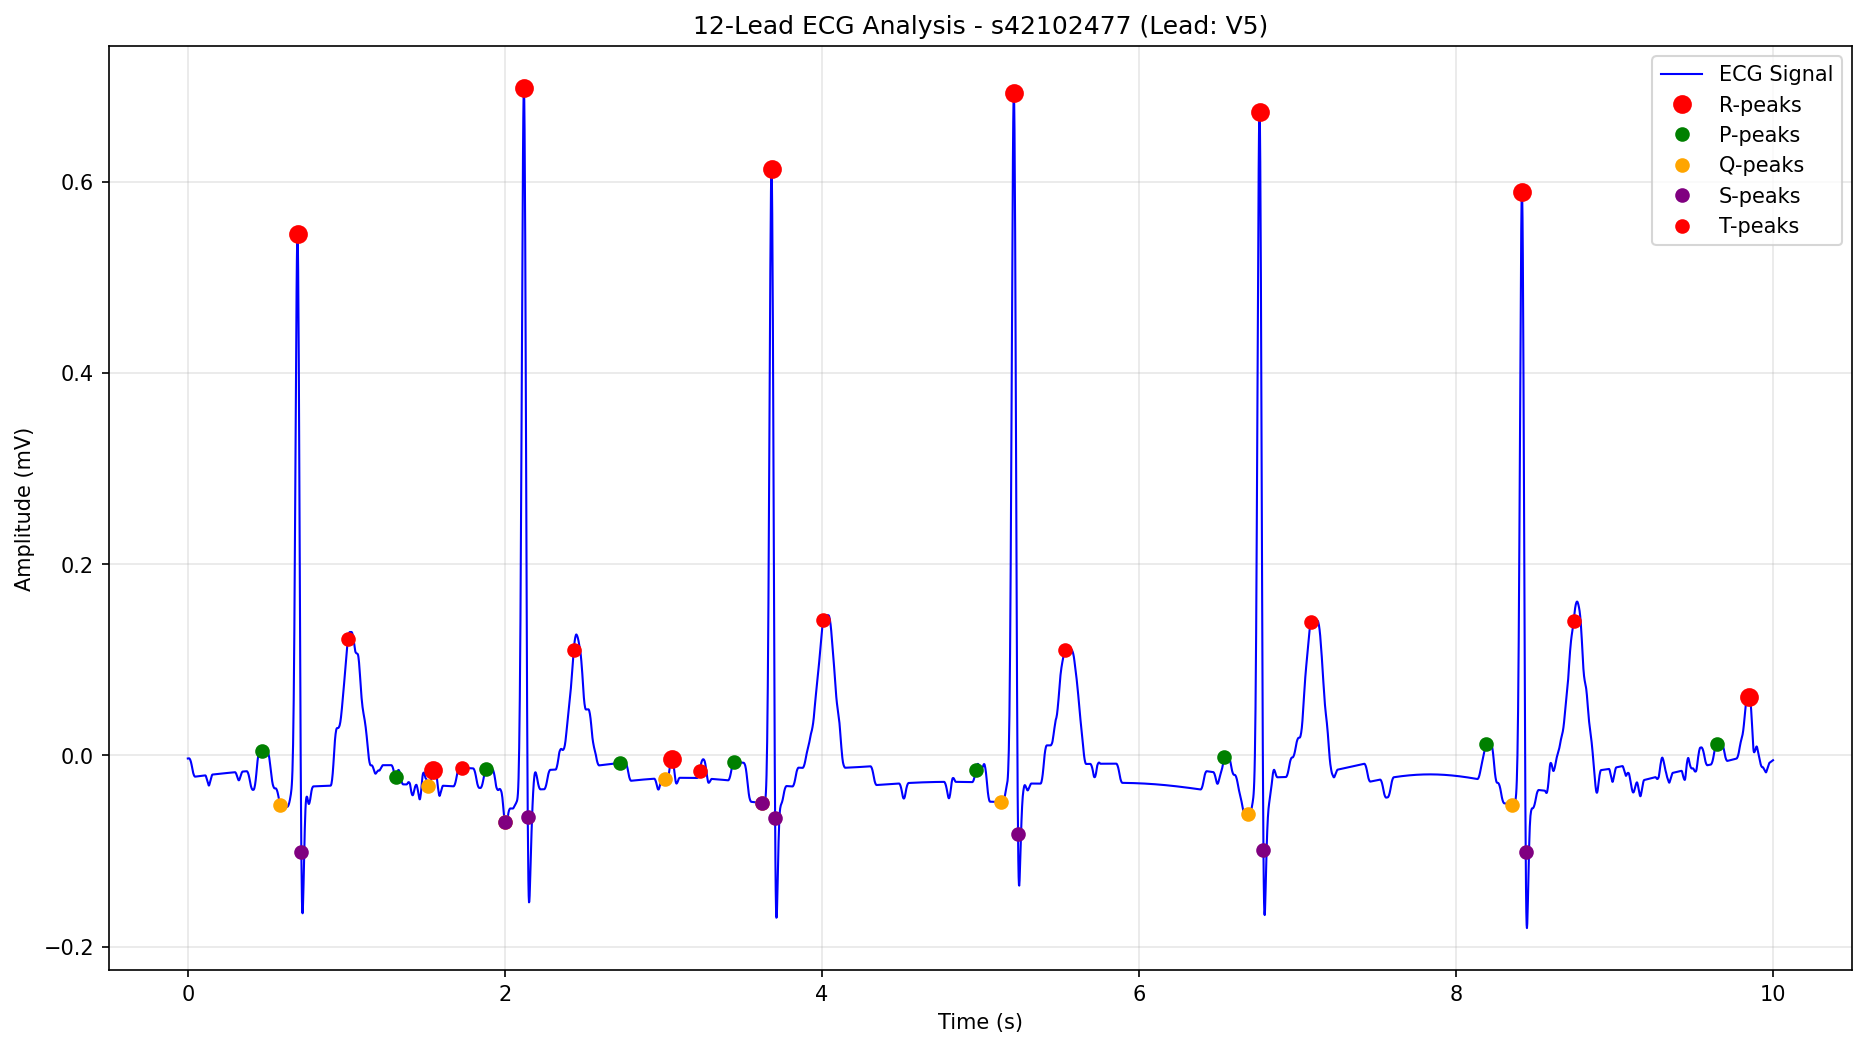 12-Lead ECG Analysis - s42102477 (Lead: V5)
ECG Signal
R-peaks
P-peaks
Q-peaks
S-peaks
T-peaks
0.6
0.4
0.2
0.0
−0.2
Amplitude (mV)
0 2 4 6 8 10
Time (s)